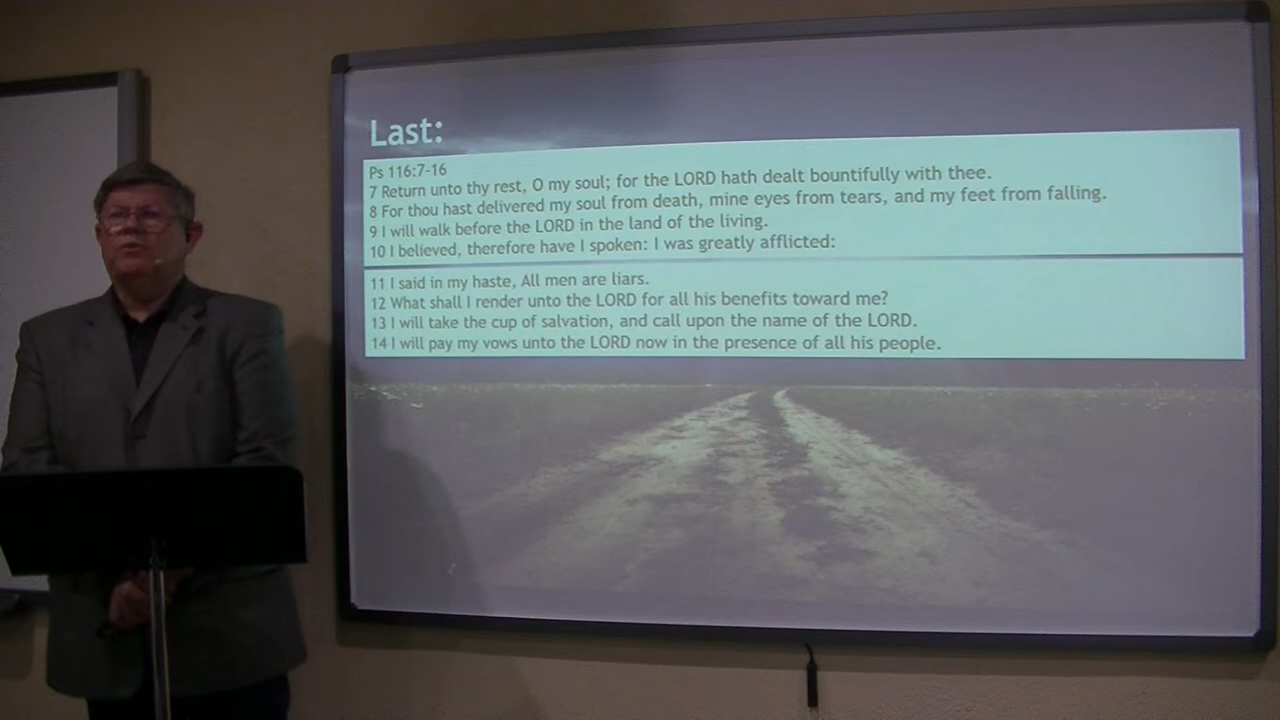 Last:
Ps 116:7-16
7 Return unto thy rest, O my soul; for the LORD hath dealt bountifully with thee.
8 For thou hast delivered my soul from death, mine eyes from tears, and my feet from falling.
9 I will walk before the LORD in the land of the living.
10 I believed, therefore have I spoken: I was greatly afflicted:
11 I said in my haste, All men are liars.
12 What shall I render unto the LORD for all his benefits toward me?
13 I will take the cup of salvation, and call upon the name of the LORD.
14 I will pay my vows unto the LORD now in the presence of all his people.